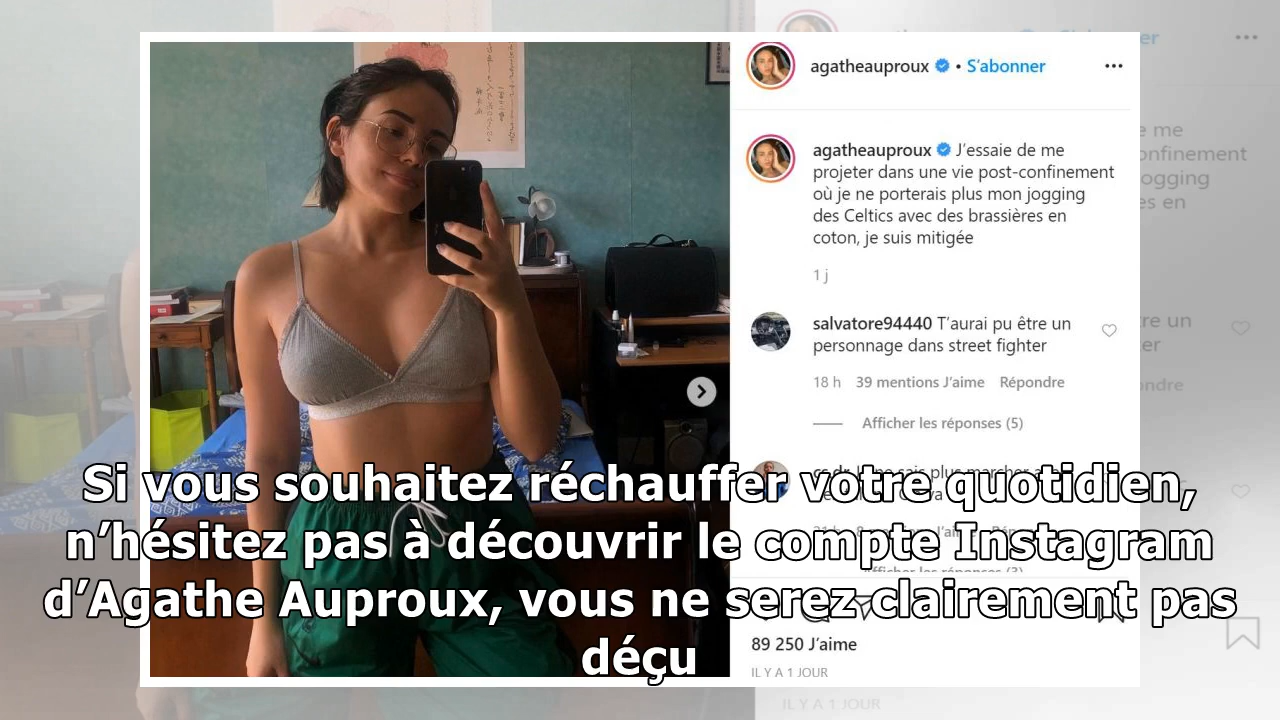 agatheauproux • S'abonner
agatheauproux J'essaie de me
projeter dans une vie post-confinement
où je ne porterais plus mon jogging
des Celtics avec des brassières en
coton, je suis mitigée
1 j
salvatore94440 T'aurai pu être un
personnage dans street fighter
18 h 39 mentions J'aime Répondre
Afficher les réponses (5)
Si vous souhaitez réchauffer votre quotidien,
n'hésitez pas à découvrir le compte Instagram
d'Agathe Auproux, vous ne serez clairement pas
déçu
89 250 J'aime
IL Y A 1 JOUR
IL Y A 1 JOUR